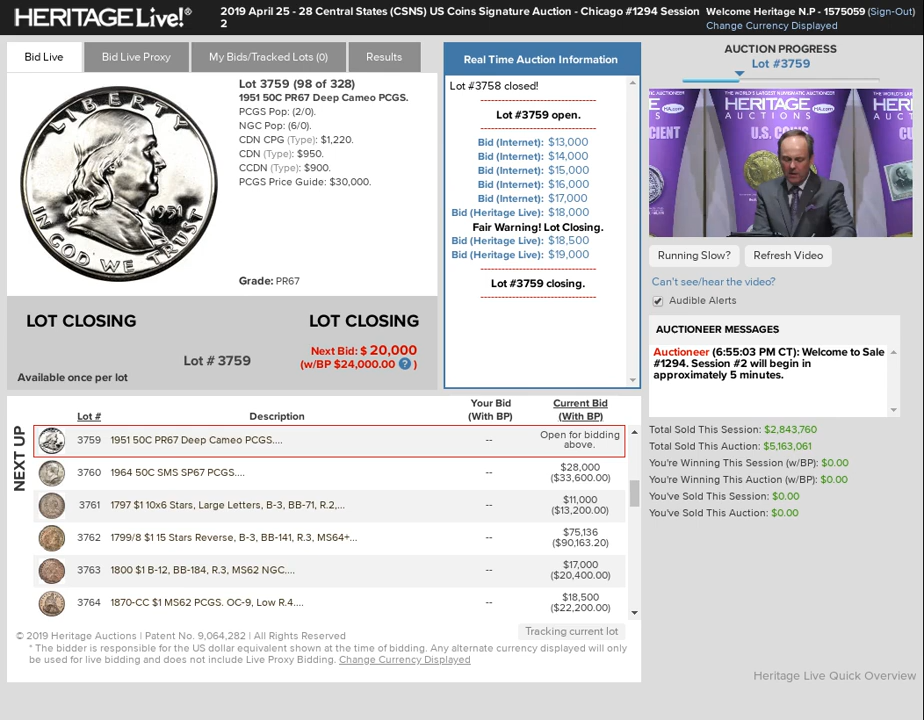 HERITAGE Live!®
2019 April 25 - 28 Central States (CSNS) US Coins Signature Auction - Chicago #1294 Session
2
Welcome Heritage N.P - 1575059 (Sign-Out)
Change Currency Displayed
Bid Live
Bid Live Proxy
My Bids/Tracked Lots (0)
Results
LIBERTY
1951
IN GOD WE TRUST
Lot 3759 (98 of 328)
1951 50C PR67 Deep Cameo PCGS.
PCGS Pop: (2/0).
NGC Pop: (6/0).
CDN CPG (Type): $1,220.
CDN (Type): $950.
CCDN (Type): $900.
PCGS Price Guide: $30,000.
Grade: PR67
LOT CLOSING
LOT CLOSING
Lot # 3759
Next Bid: $ 20,000
(w/BP $24,000.00 ? )
Available once per lot
Real Time Auction Information
Lot #3758 closed!
Lot #3759 open.
Bid (Internet): $13,000
Bid (Internet): $14,000
Bid (Internet): $15,000
Bid (Internet): $16,000
Bid (Internet): $17,000
Bid (Heritage Live): $18,000
Fair Warning! Lot Closing.
Bid (Heritage Live): $18,500
Bid (Heritage Live): $19,000
Lot #3759 closing.
AUCTION PROGRESS
Lot #3759
HERITAGE
AUCTIONS
HA.com
U.S. COINS
Running Slow?
Refresh Video
Can't see/hear the video?
Audible Alerts
AUCTIONEER MESSAGES
Auctioneer (6:55:03 PM CT): Welcome to Sale
#1294. Session #2 will begin in
approximately 5 minutes.
Total Sold This Session: $2,843,760
Total Sold This Auction: $5,163,061
You're Winning This Session (w/BP): $0.00
You're Winning This Auction (w/BP): $0.00
You've Sold This Session: $0.00
You've Sold This Auction: $0.00
NEXT UP
Lot # Description Your Bid (With BP) Current Bid (With BP)
3759 1951 50C PR67 Deep Cameo PCGS.... -- Open for bidding above.
3760 1964 50C SMS SP67 PCGS.... -- $28,000 ($33,600.00)
3761 1797 $1 10x6 Stars, Large Letters, B-3, BB-71, R.2,... -- $11,000 ($13,200.00)
3762 1799/8 $1 15 Stars Reverse, B-3, BB-141, R.3, MS64+... -- $75,136 ($90,163.20)
3763 1800 $1 B-12, BB-184, R.3, MS62 NGC.... -- $17,000 ($20,400.00)
3764 1870-CC $1 MS62 PCGS. OC-9, Low R.4.... -- $18,500 ($22,200.00)
Tracking current lot
© 2019 Heritage Auctions | Patent No. 9,064,282 | All Rights Reserved
* The bidder is responsible for the US dollar equivalent shown at the time of bidding. Any alternate currency displayed will only
be used for live bidding and does not include Live Proxy Bidding. Change Currency Displayed
Heritage Live Quick Overview